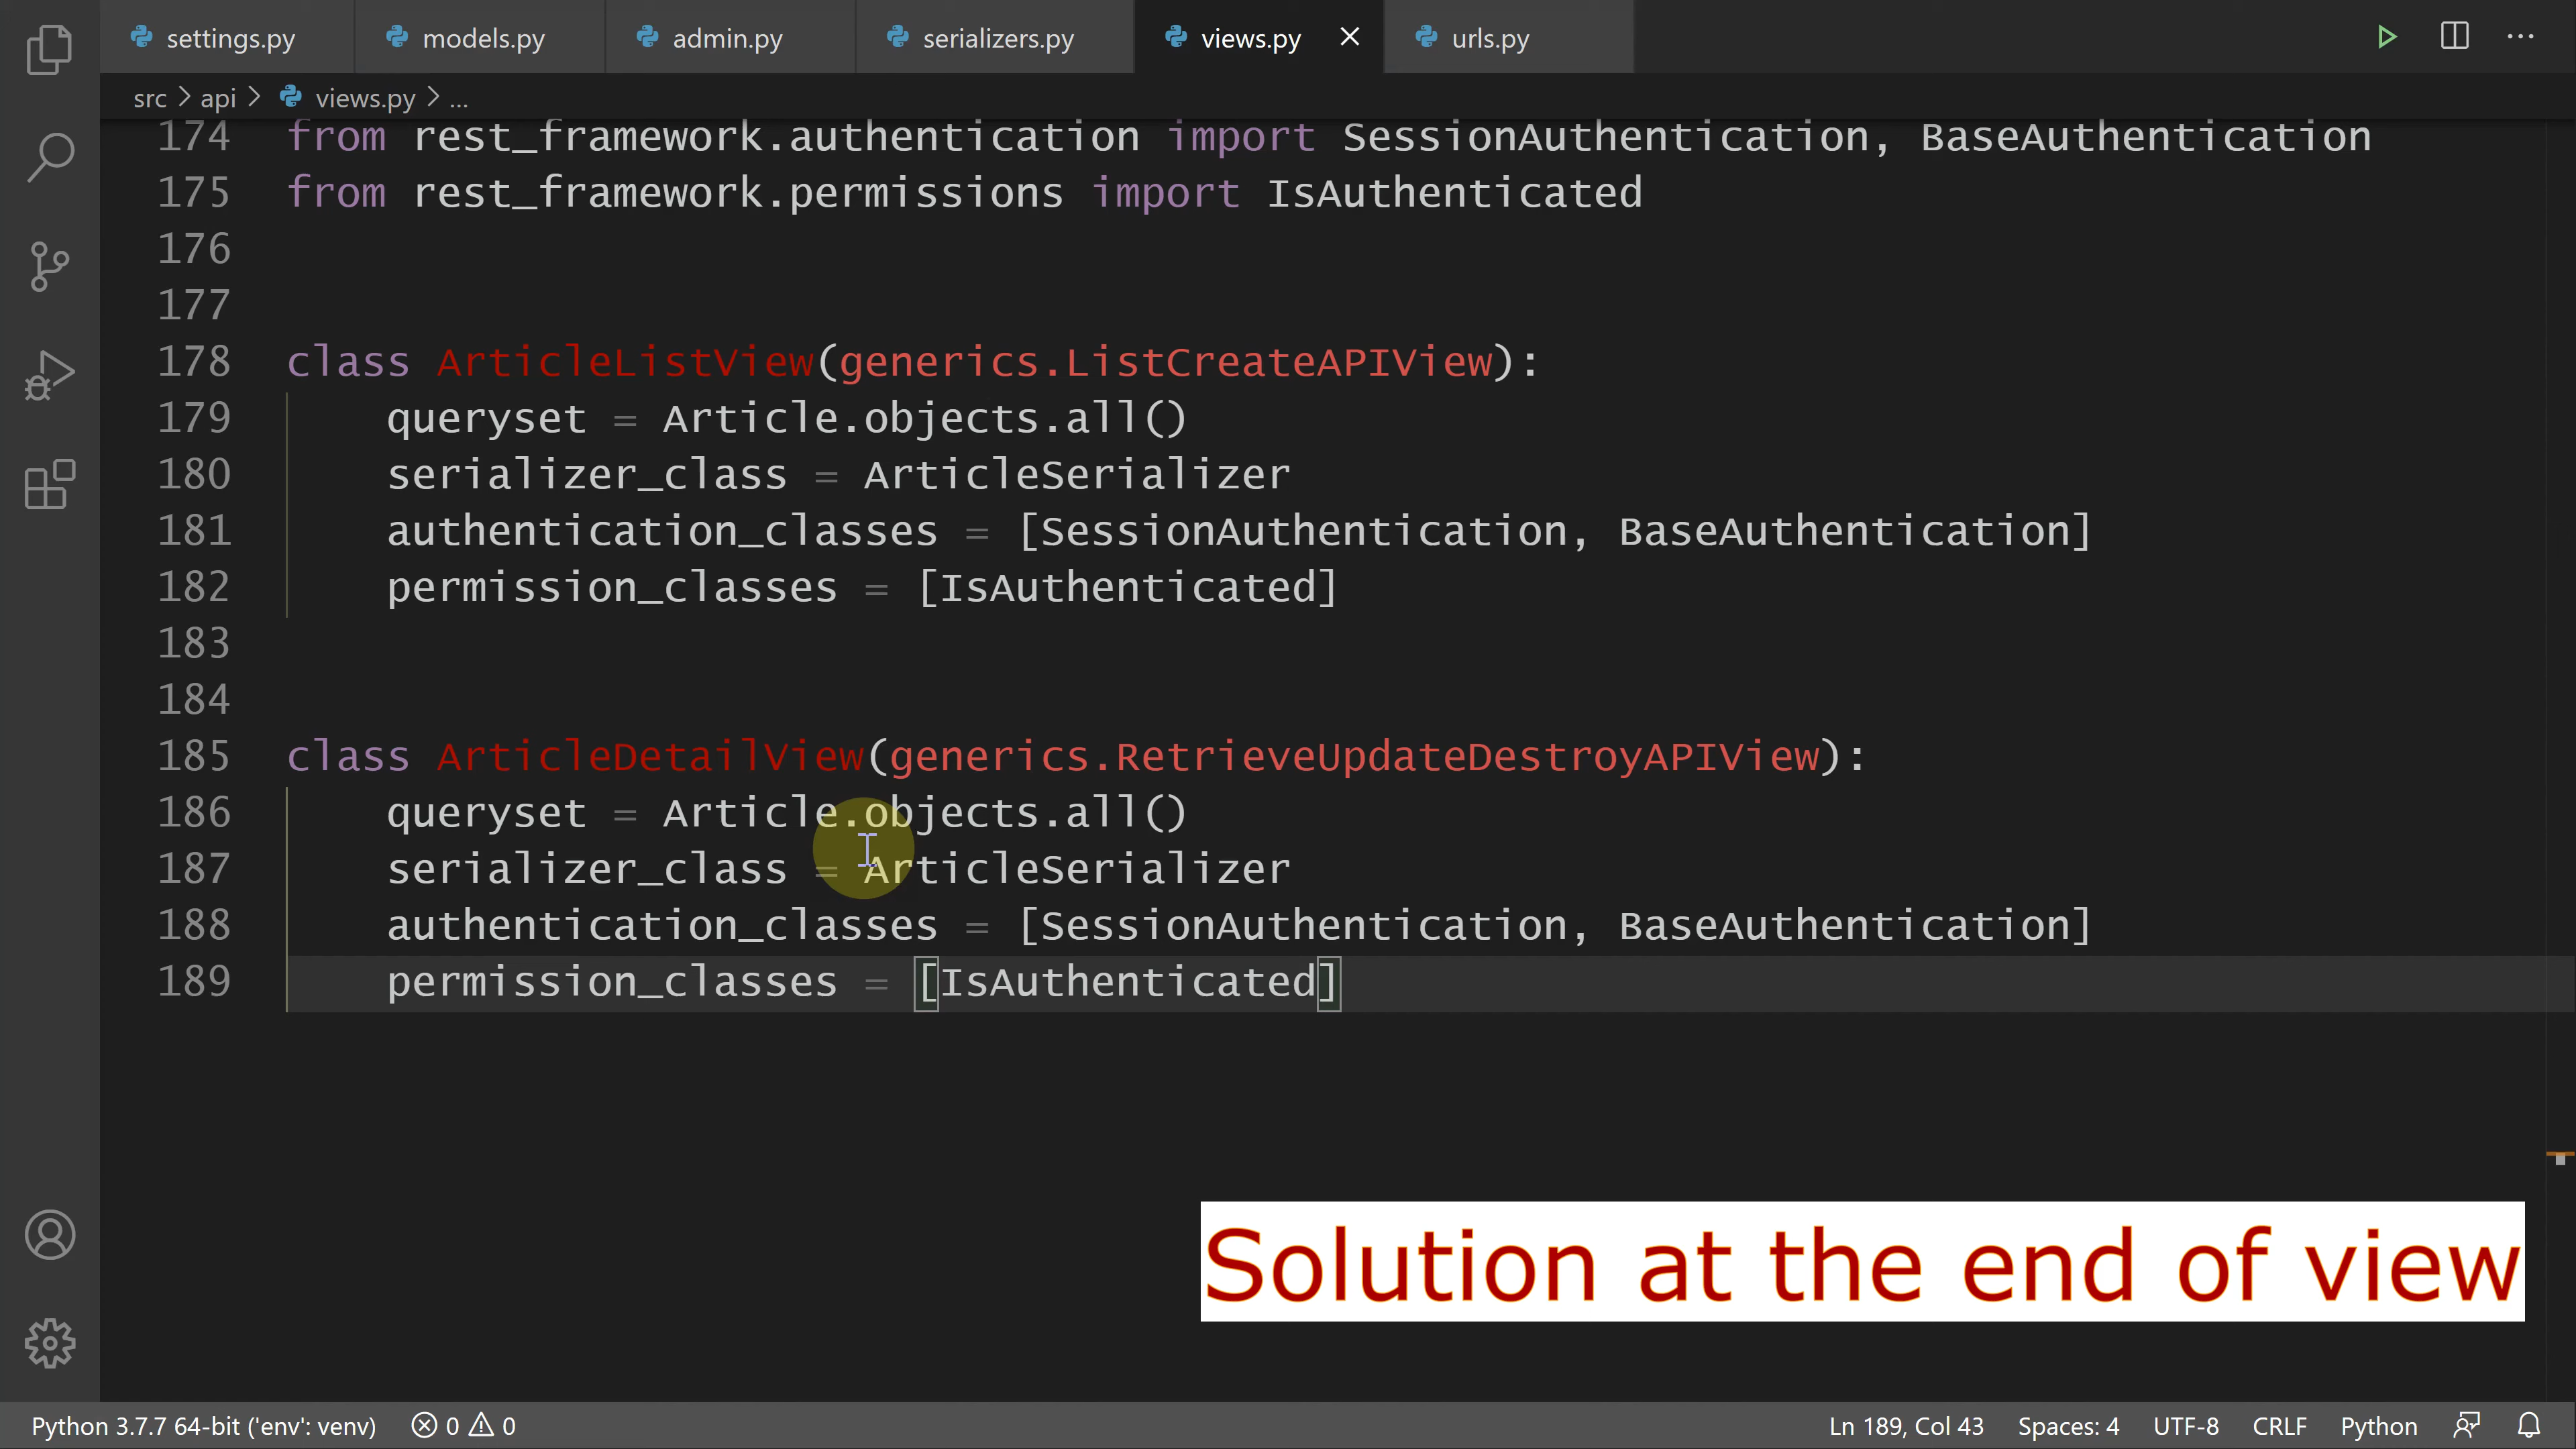 settings.py models.py admin.py serializers.py views.py urls.py
src > api > views.py > ...
174 from rest_framework.authentication import SessionAuthentication, BaseAuthentication
175 from rest_framework.permissions import IsAuthenticated
176
177
178 class ArticleListView(generics.ListCreateAPIView):
179 queryset = Article.objects.all()
180 serializer_class = ArticleSerializer
181 authentication_classes = [SessionAuthentication, BaseAuthentication]
182 permission_classes = [IsAuthenticated]
183
184
185 class ArticleDetailView(generics.RetrieveUpdateDestroyAPIView):
186 queryset = Article.objects.all()
187 serializer_class = ArticleSerializer
188 authentication_classes = [SessionAuthentication, BaseAuthentication]
189 permission_classes = [IsAuthenticated]
Solution at the end of view
Python 3.7.7 64-bit ('env': venv) 0 0 Ln 189, Col 43 Spaces: 4 UTF-8 CRLF Python